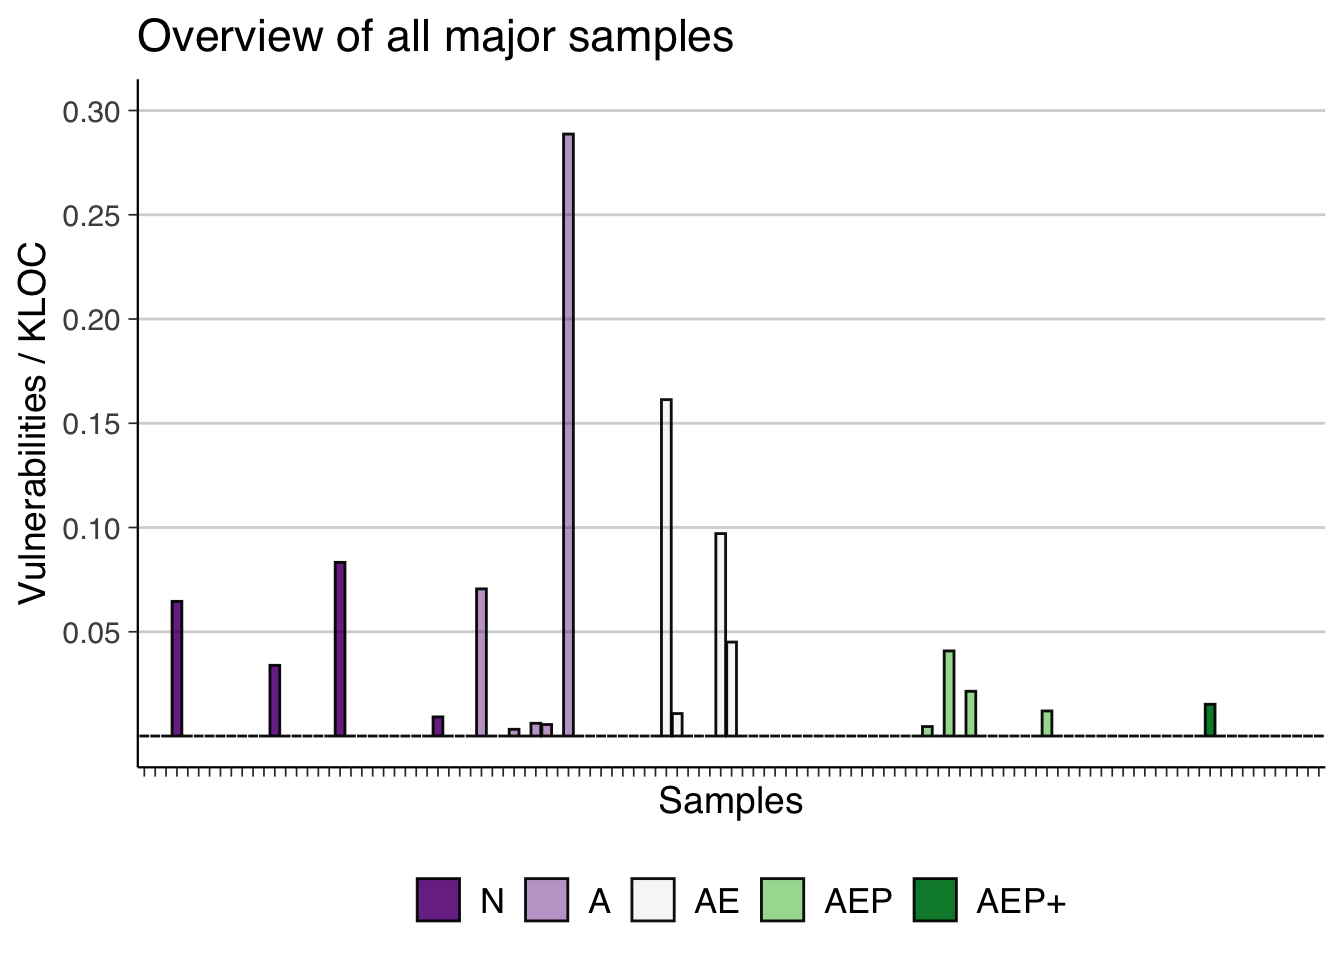 Overview of all major samples
Vulnerabilities / KLOC
0.30
0.25
0.20
0.15
0.10
0.05
Samples
N A AE AEP AEP+